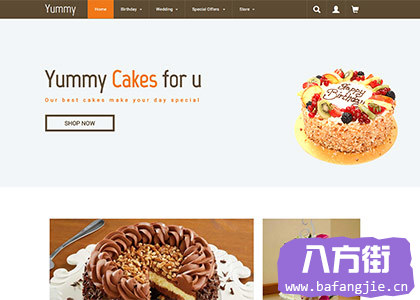 Yummy Home Birthday Wedding Special Offers Store
Yummy Cakes for u
Our best cakes make your day special
SHOP NOW
Happy
Birthday
八方街
www.bafangjie.cn